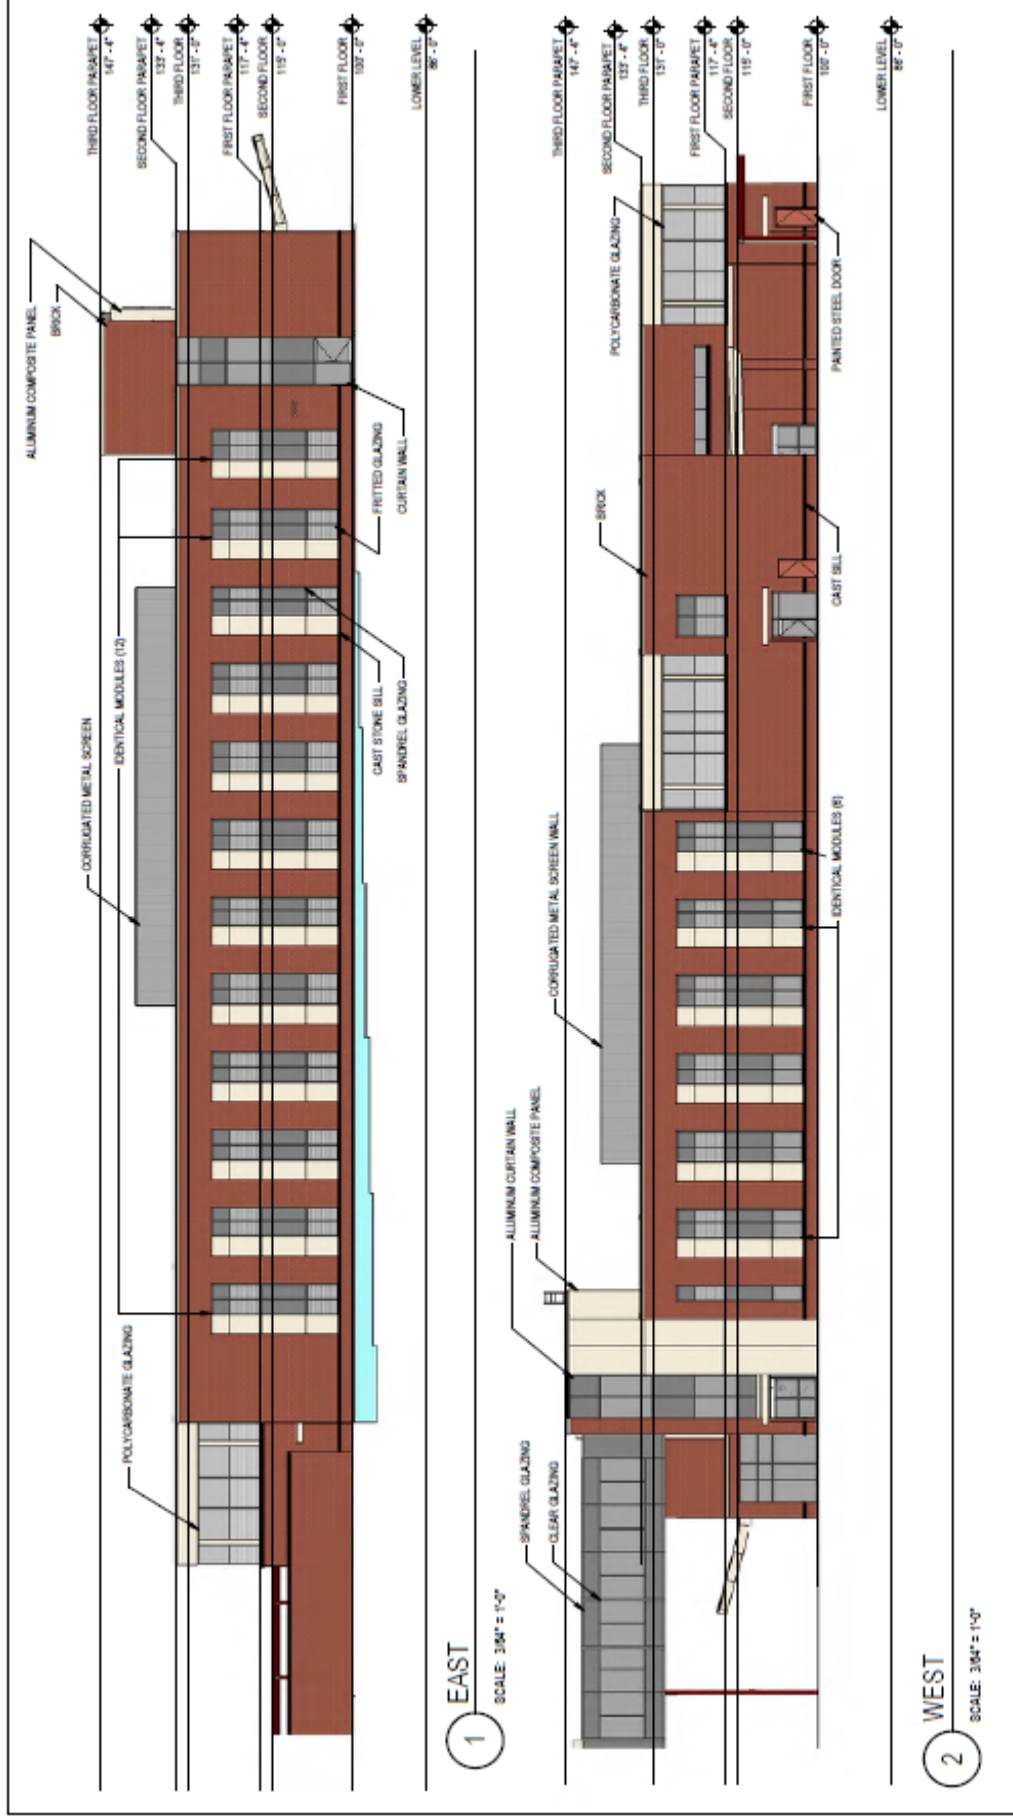 THIRD FLOOR PARAPET
147' - 4"
SECOND FLOOR PARAPET
133' - 4"
THIRD FLOOR
131' - 0"
FIRST FLOOR PARAPET
117' - 4"
SECOND FLOOR
115' - 0"
FIRST FLOOR
100' - 0"
LOWER LEVEL
86' - 0"
ALUMINUM COMPOSITE PANEL
BRICK
CORRUGATED METAL SCREEN
IDENTICAL MODULES (12)
POLYCARBONATE GLAZING
CAST STONE SILL
SPANDREL GLAZING
FRITTED GLAZING
CURTAIN WALL
1
EAST
SCALE: 3/64" = 1'-0"
THIRD FLOOR PARAPET
147' - 4"
SECOND FLOOR PARAPET
133' - 4"
THIRD FLOOR
131' - 0"
FIRST FLOOR PARAPET
117' - 4"
SECOND FLOOR
115' - 0"
FIRST FLOOR
100' - 0"
LOWER LEVEL
86' - 0"
SPANDREL GLAZING
CLEAR GLAZING
ALUMINUM CURTAIN WALL
ALUMINUM COMPOSITE PANEL
CORRUGATED METAL SCREEN WALL
BRICK
POLYCARBONATE GLAZING
IDENTICAL MODULES (6)
CAST SILL
PAINTED STEEL DOOR
2
WEST
SCALE: 3/64" = 1'-0"